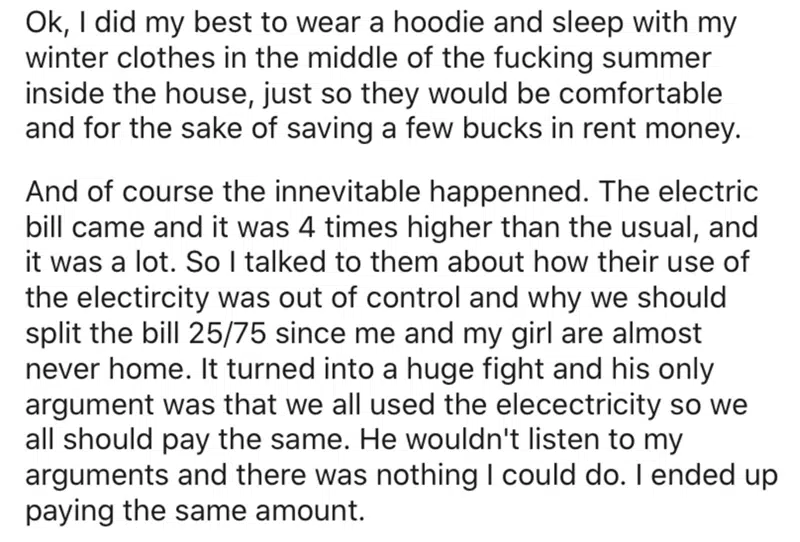 Ok, I did my best to wear a hoodie and sleep with my
winter clothes in the middle of the fucking summer
inside the house, just so they would be comfortable
and for the sake of saving a few bucks in rent money.
And of course the innevitable happenned. The electric
bill came and it was 4 times higher than the usual, and
it was a lot. So I talked to them about how their use of
the electircity was out of control and why we should
split the bill 25/75 since me and my girl are almost
never home. It turned into a huge fight and his only
argument was that we all used the elecectricity so we
all should pay the same. He wouldn't listen to my
arguments and there was nothing I could do. I ended up
paying the same amount.